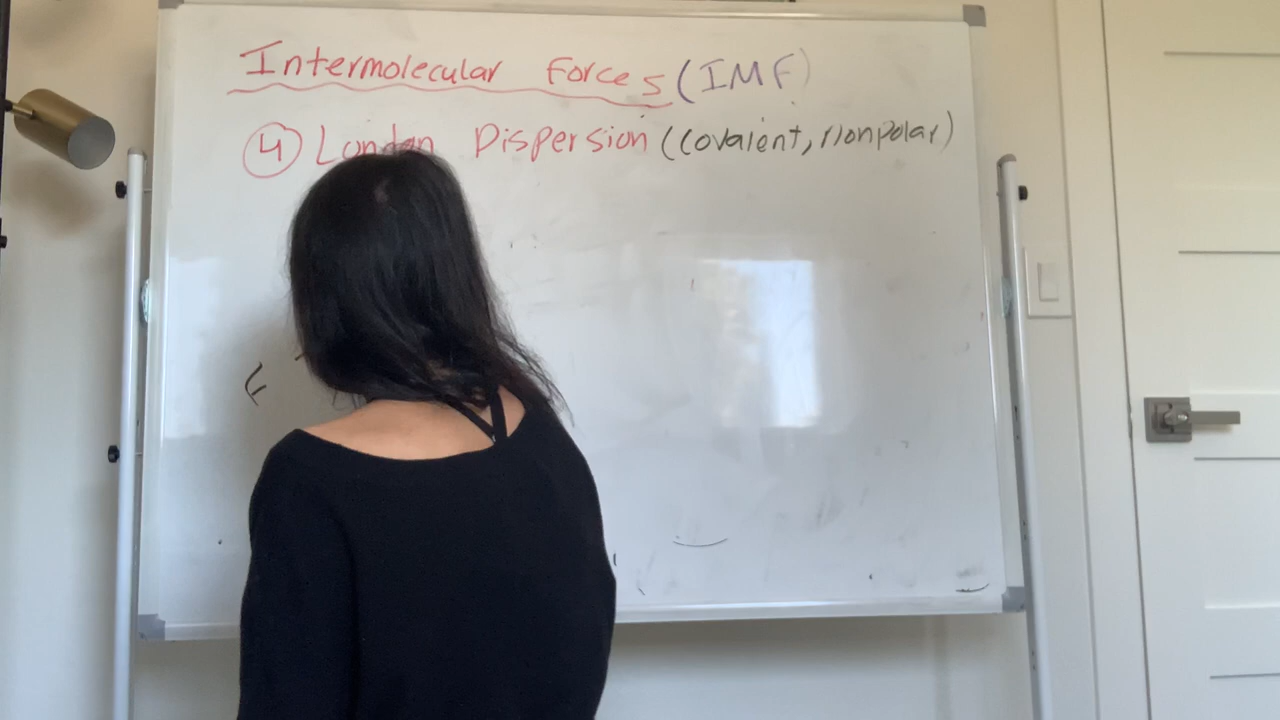 Intermolecular Forces (IMF)
④ London Dispersion (covalent, nonpolar)